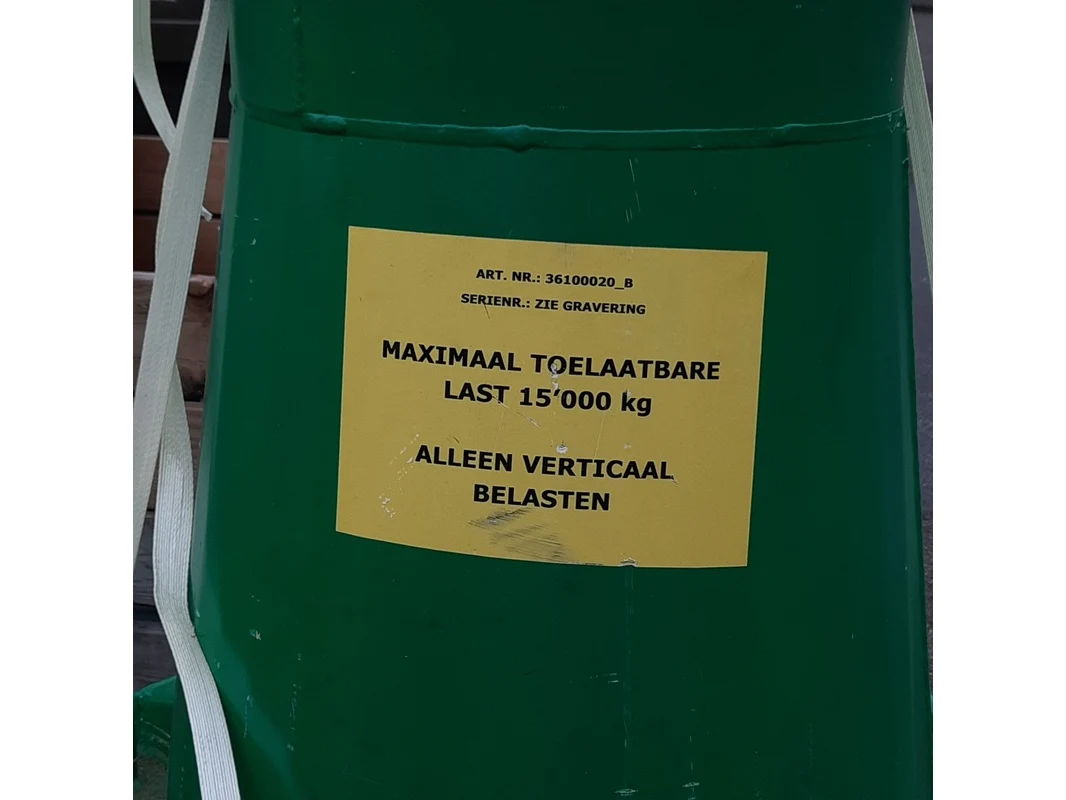 ART. NR.: 36100020_B
SERIENR.: ZIE GRAVERING
MAXIMAAL TOELAATBARE
LAST 15'000 kg
ALLEEN VERTICAAL
BELASTEN